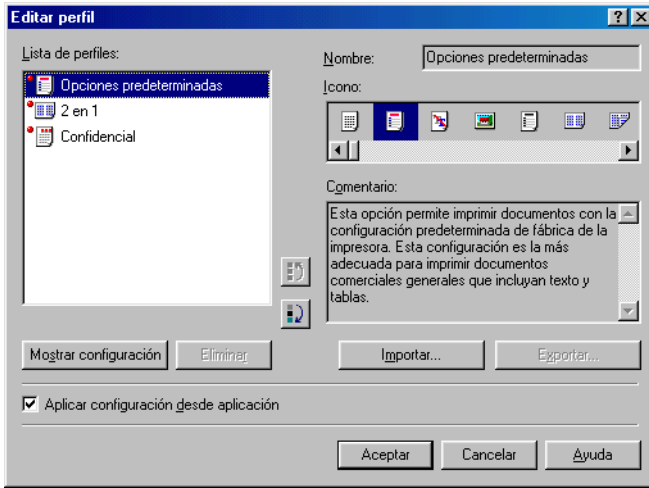 Editar perfil
Lista de perfiles:
Opciones predeterminadas
2 en 1
Confidencial
Nombre:
Opciones predeterminadas
Icono:
Comentario:
Esta opción permite imprimir documentos con la
configuración predeterminada de fábrica de la
impresora. Esta configuración es la más
adecuada para imprimir documentos
comerciales generales que incluyan texto y
tablas.
Mostrar configuración
Eliminar
Importar...
Exportar...
Aplicar configuración desde aplicación
Aceptar
Cancelar
Ayuda